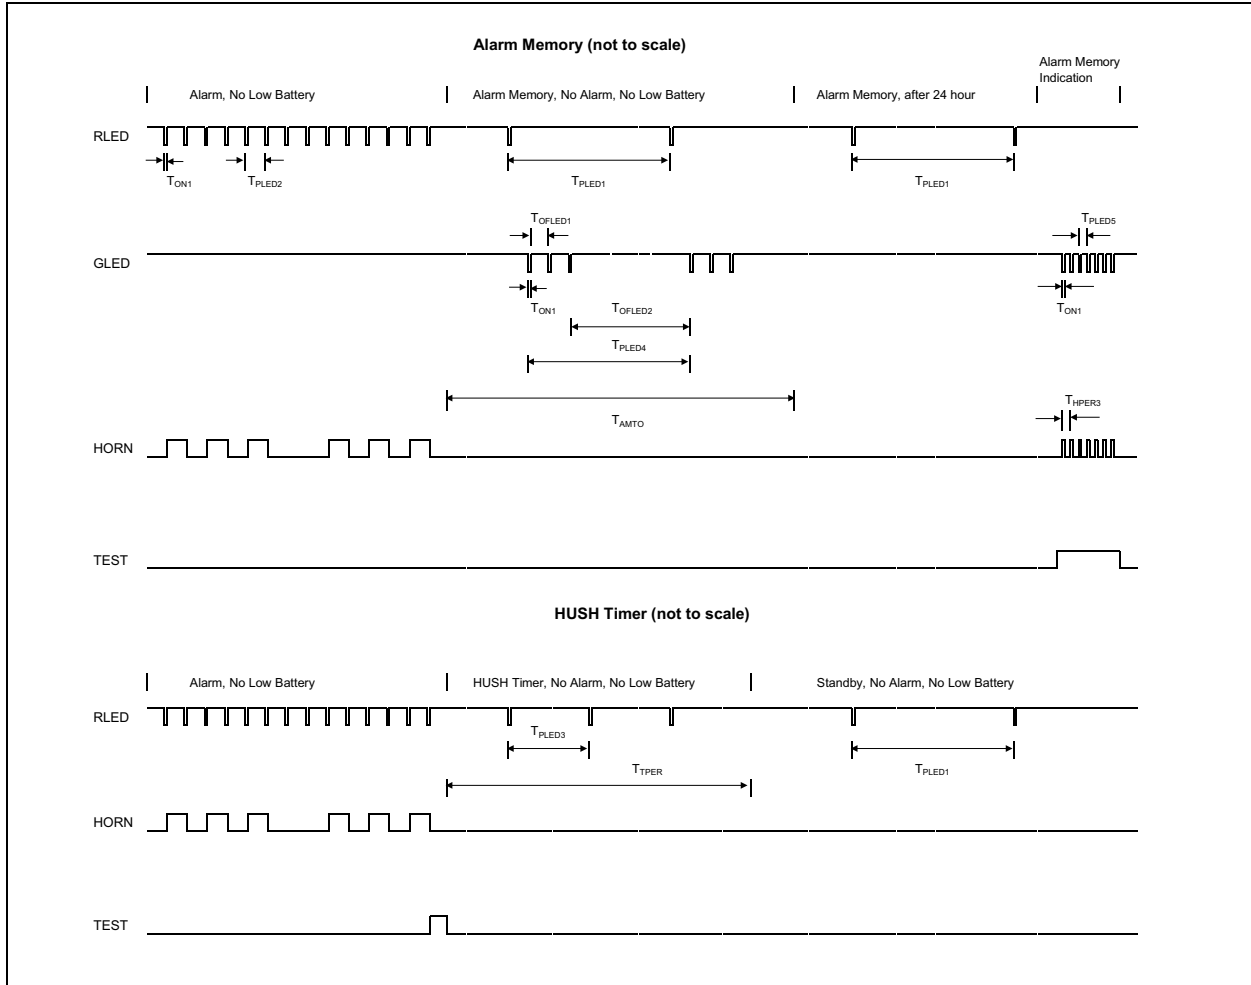 Alarm Memory (not to scale)
Alarm Memory
Indication
Alarm, No Low Battery
Alarm Memory, No Alarm, No Low Battery
Alarm Memory, after 24 hour
RLED
TON1
TPLED2
TPLED1
TPLED1
TOFLED1
TPLED5
GLED
TON1
TOFLED2
TON1
TPLED4
THPER3
TAMTO
HORN
TEST
HUSH Timer (not to scale)
Alarm, No Low Battery
HUSH Timer, No Alarm, No Low Battery
Standby, No Alarm, No Low Battery
RLED
TPLED3
TTPER
TPLED1
HORN
TEST